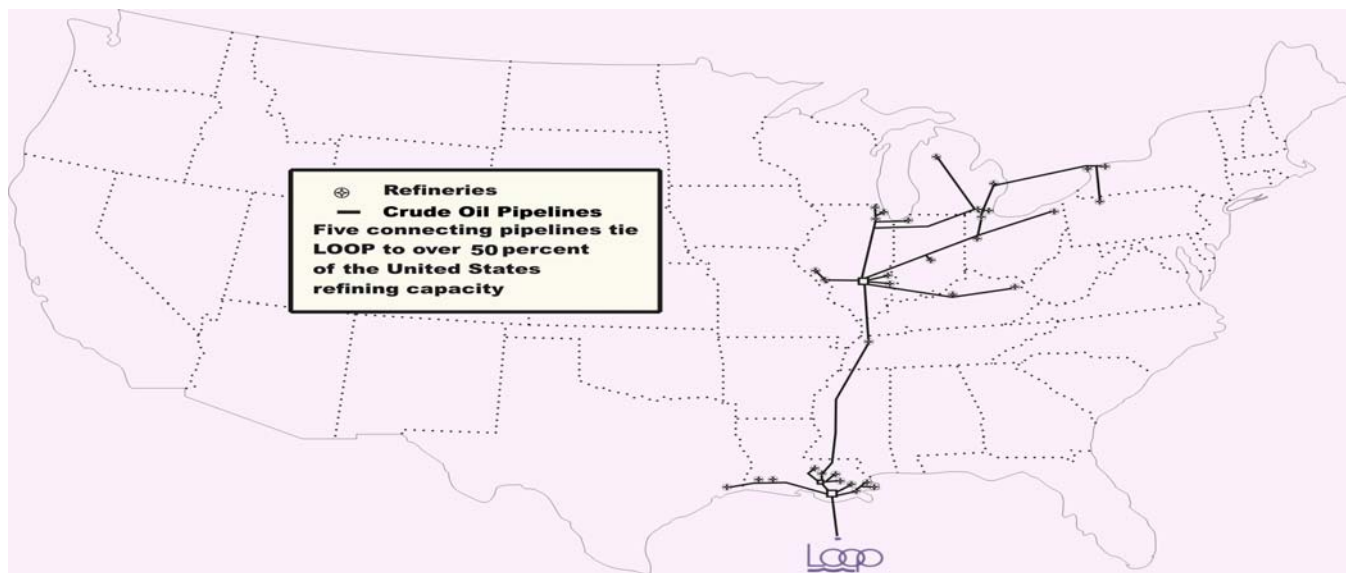 Refineries
Crude Oil Pipelines
Five connecting pipelines tie
LOOP to over 50 percent
of the United States
refining capacity
LOOP